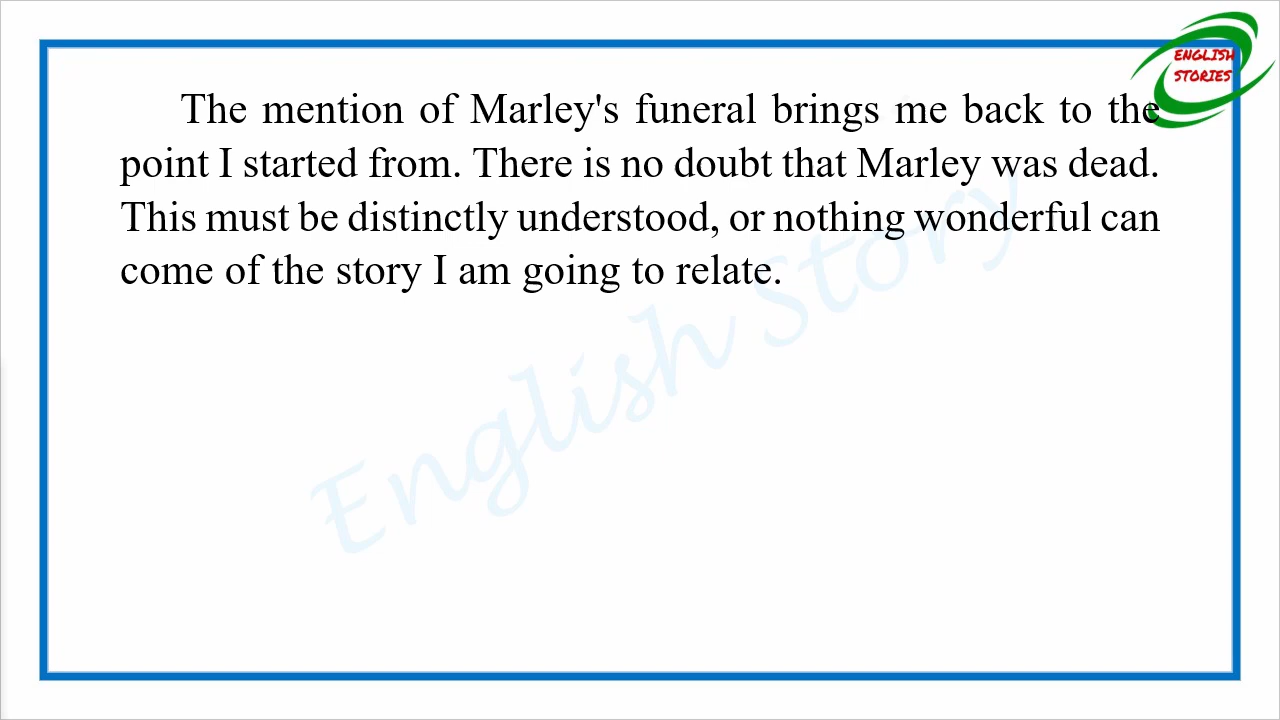 ENGLISH
STORIES
The mention of Marley's funeral brings me back to the
point I started from. There is no doubt that Marley was dead.
This must be distinctly understood, or nothing wonderful can
come of the story I am going to relate.
English Story